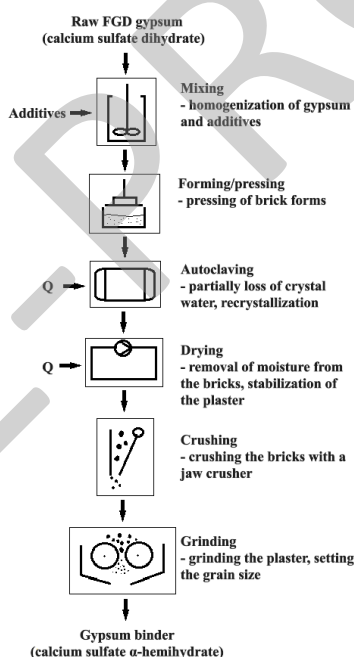 Raw FGD gypsum
(calcium sulfate dihydrate)
Additives
Mixing
- homogenization of gypsum
and additives
Forming/pressing
- pressing of brick forms
Q
Autoclaving
- partially loss of crystal
water, recrystallization
Q
Drying
- removal of moisture from
the bricks, stabilization of
the plaster
Crushing
- crushing the bricks with a
jaw crusher
Grinding
- grinding the plaster, setting
the grain size
Gypsum binder
(calcium sulfate α-hemihydrate)